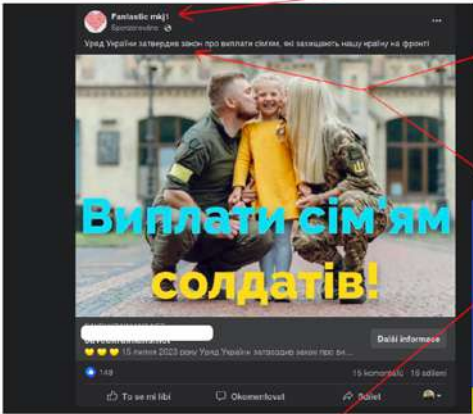 Fantastic mkj1
Sponzorováno ·
Уряд України затвердив закон про виплати сім'ям, які захищають нашу країну на фронті
Виплати сім'ям
солдатів!
Další informace
💛 💛 💛 15 липня 2023 року Уряд України затвердив закон про ви...
148
15 komentářů · 16 sdílení
To se mi líbí
Okomentovat
Sdílet